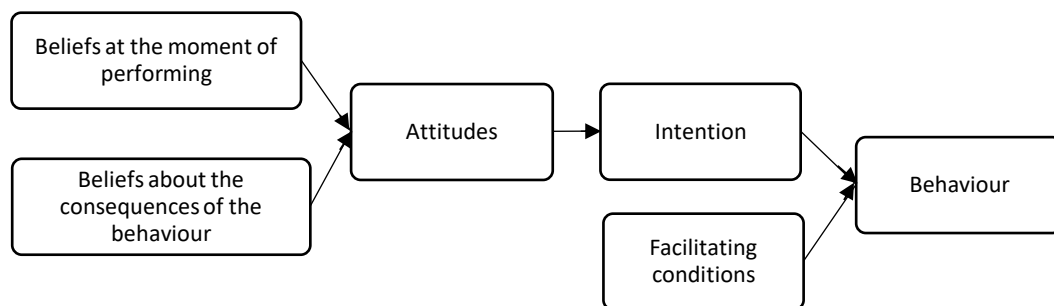 Beliefs at the moment of
performing
Beliefs about the
consequences of the
behaviour
Attitudes
Intention
Facilitating
conditions
Behaviour